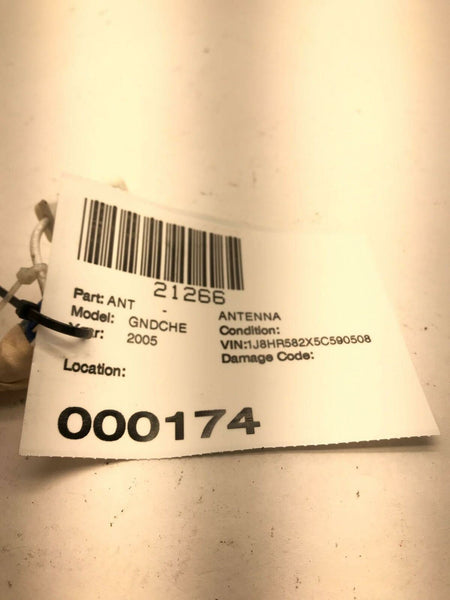 21266
Part: ANT - ANTENNA
Model: GNDCHE Condition:
Year: 2005 VIN:1J8HR582X5C590508
Location: Damage Code:
000174